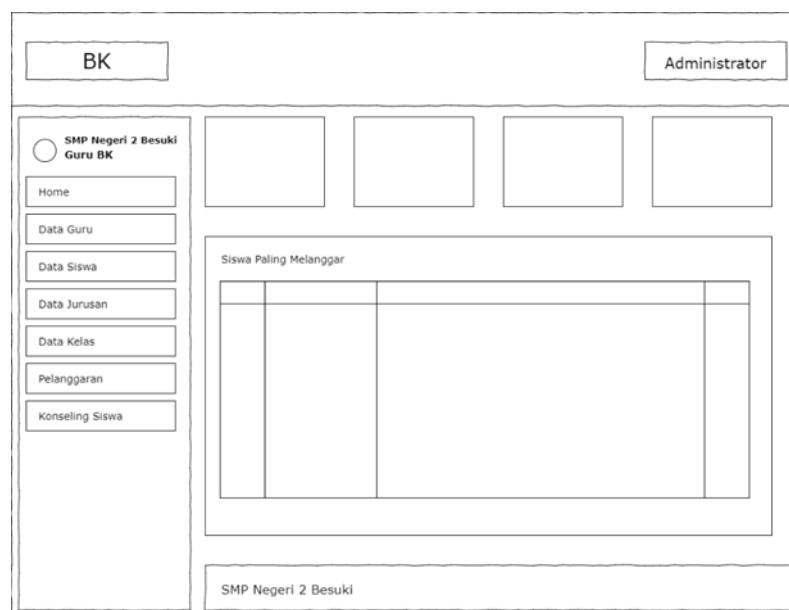 BK
Administrator
SMP Negeri 2 Besuki
Guru BK
Home
Data Guru
Data Siswa
Data Jurusan
Data Kelas
Pelanggaran
Konseling Siswa
Siswa Paling Melanggar
SMP Negeri 2 Besuki